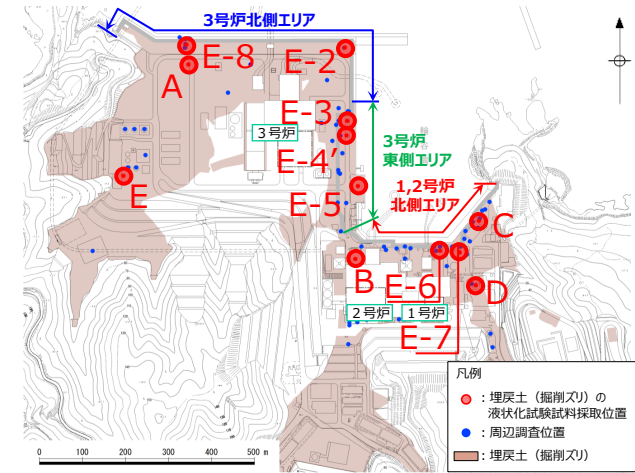 3号炉北側エリア
E-8
E-2
A
E-3
3号炉
3号炉
東側エリア
E-4’
1,2号炉
北側エリア
E
E-5
C
B
E-6
D
2号炉
1号炉
E-7
凡例
：埋戻土（掘削ズリ）の
液状化試験試料採取位置
：周辺調査位置
：埋戻土（掘削ズリ）
0 100 200 300 400 500 m